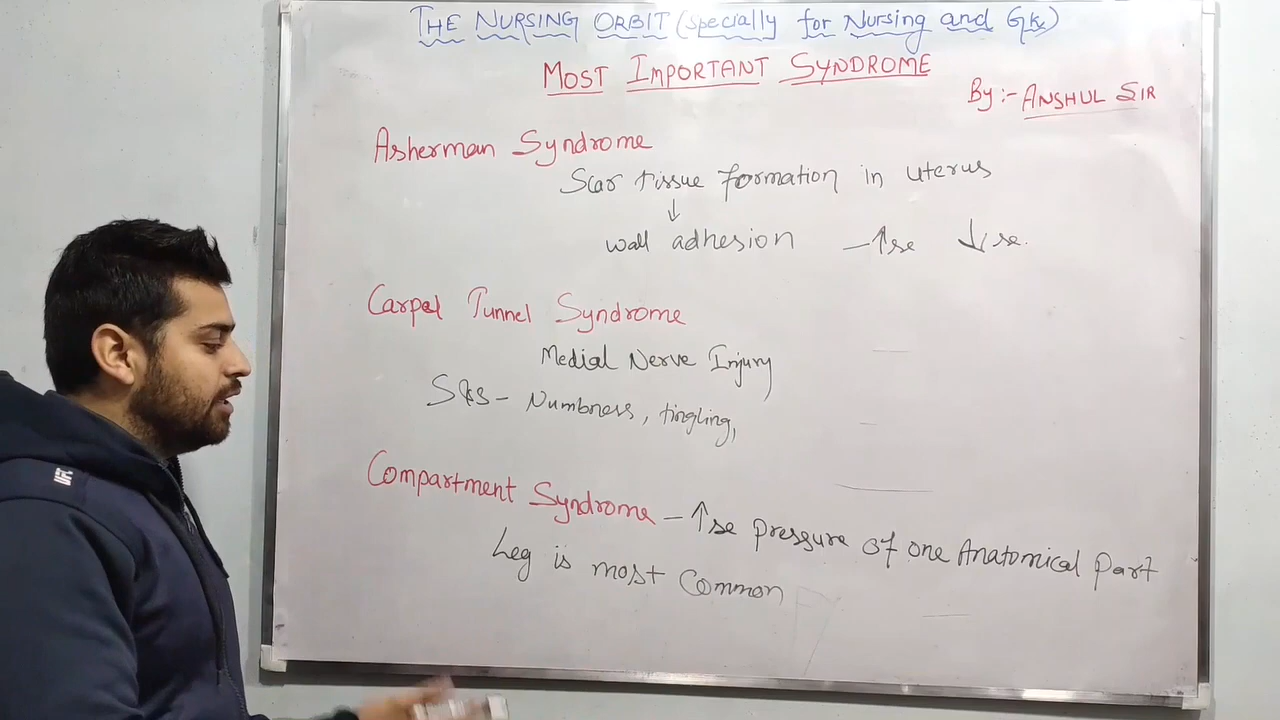 THE NURSING ORBIT (specially for Nursing and Gk)
MOST IMPORTANT SYNDROME
By :- ANSHUL SIR
Asherman Syndrome
Scar tissue formation in uterus
↓
wall adhesion - ↑se ↓se.
Carpal Tunnel Syndrome
Medial Nerve Injury
S&S - Numbness, tingling,
Compartment Syndrome - ↑se pressure of one Anatomical part
Leg is most common